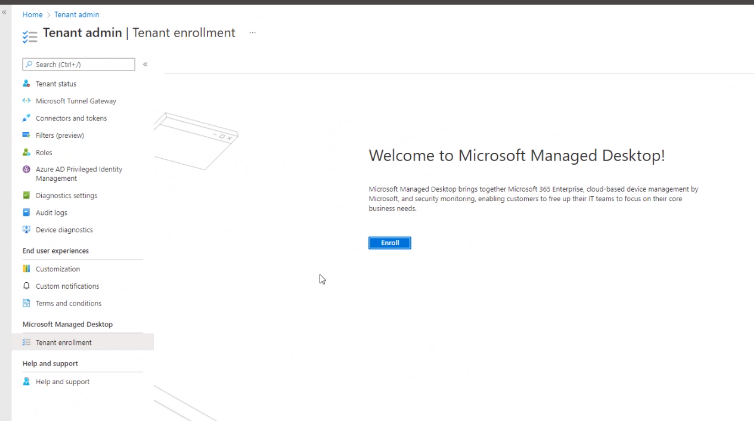 Home > Tenant admin
Tenant admin | Tenant enrollment ...
Search (Ctrl+/)
Tenant status
Microsoft Tunnel Gateway
Connectors and tokens
Filters (preview)
Roles
Azure AD Privileged Identity
Management
Diagnostics settings
Audit logs
Device diagnostics
End user experiences
Customization
Custom notifications
Terms and conditions
Microsoft Managed Desktop
Tenant enrollment
Help and support
Help and support
Welcome to Microsoft Managed Desktop!
Microsoft Managed Desktop brings together Microsoft 365 Enterprise, cloud-based device management by
Microsoft, and security monitoring, enabling customers to free up their IT teams to focus on their core
business needs.
Enroll